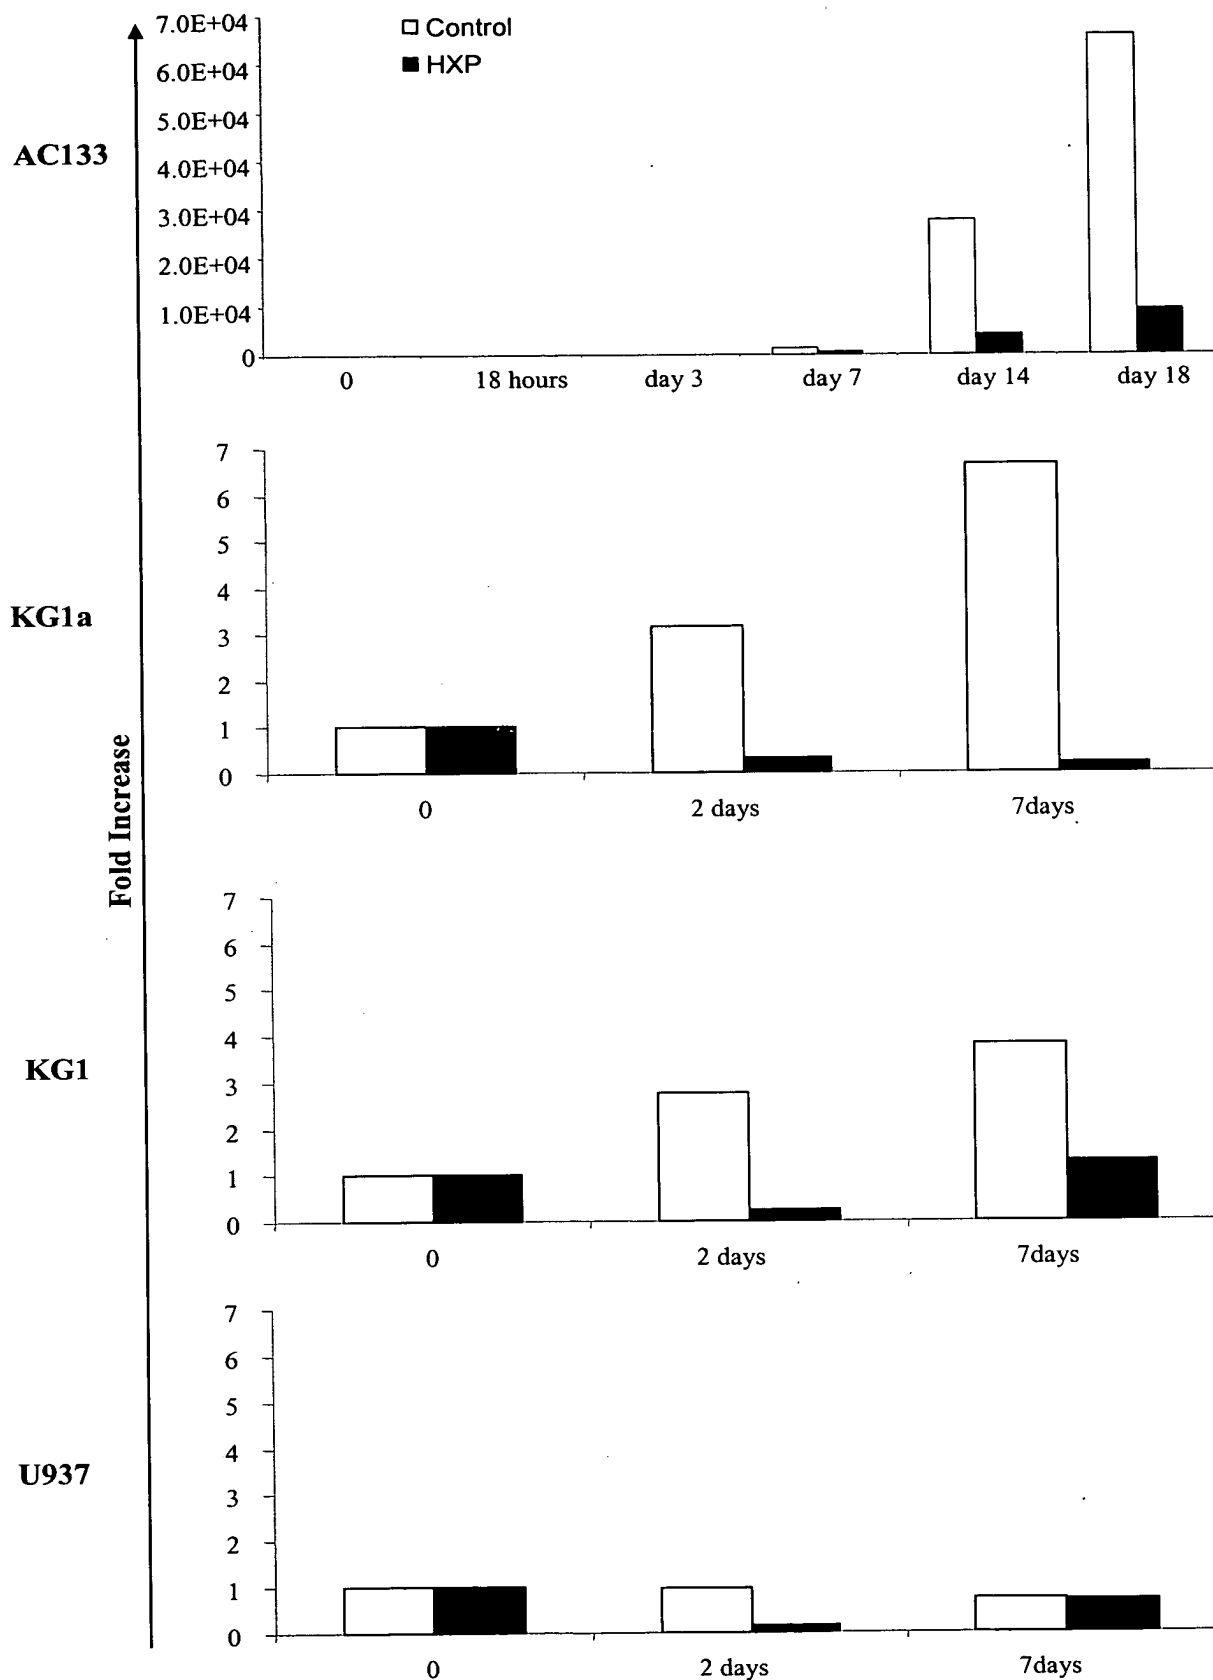 Control
HXP
Fold Increase
AC133
7.0E+04
6.0E+04
5.0E+04
4.0E+04
3.0E+04
2.0E+04
1.0E+04
0
0 18 hours day 3 day 7 day 14 day 18
KG1a
7
6
5
4
3
2
1
0
0 2 days 7days
KG1
7
6
5
4
3
2
1
0
0 2 days 7days
U937
7
6
5
4
3
2
1
0
0 2 days 7days